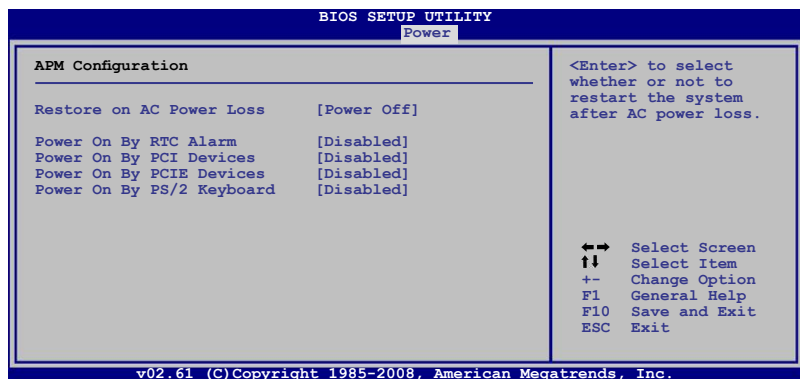 BIOS SETUP UTILITY
Power
APM Configuration
Restore on AC Power Loss [Power Off]
Power On By RTC Alarm [Disabled]
Power On By PCI Devices [Disabled]
Power On By PCIE Devices [Disabled]
Power On By PS/2 Keyboard [Disabled]
<Enter> to select
whether or not to
restart the system
after AC power loss.
←→ Select Screen
↑↓ Select Item
+- Change Option
F1 General Help
F10 Save and Exit
ESC Exit
v02.61 (C)Copyright 1985-2008, American Megatrends, Inc.